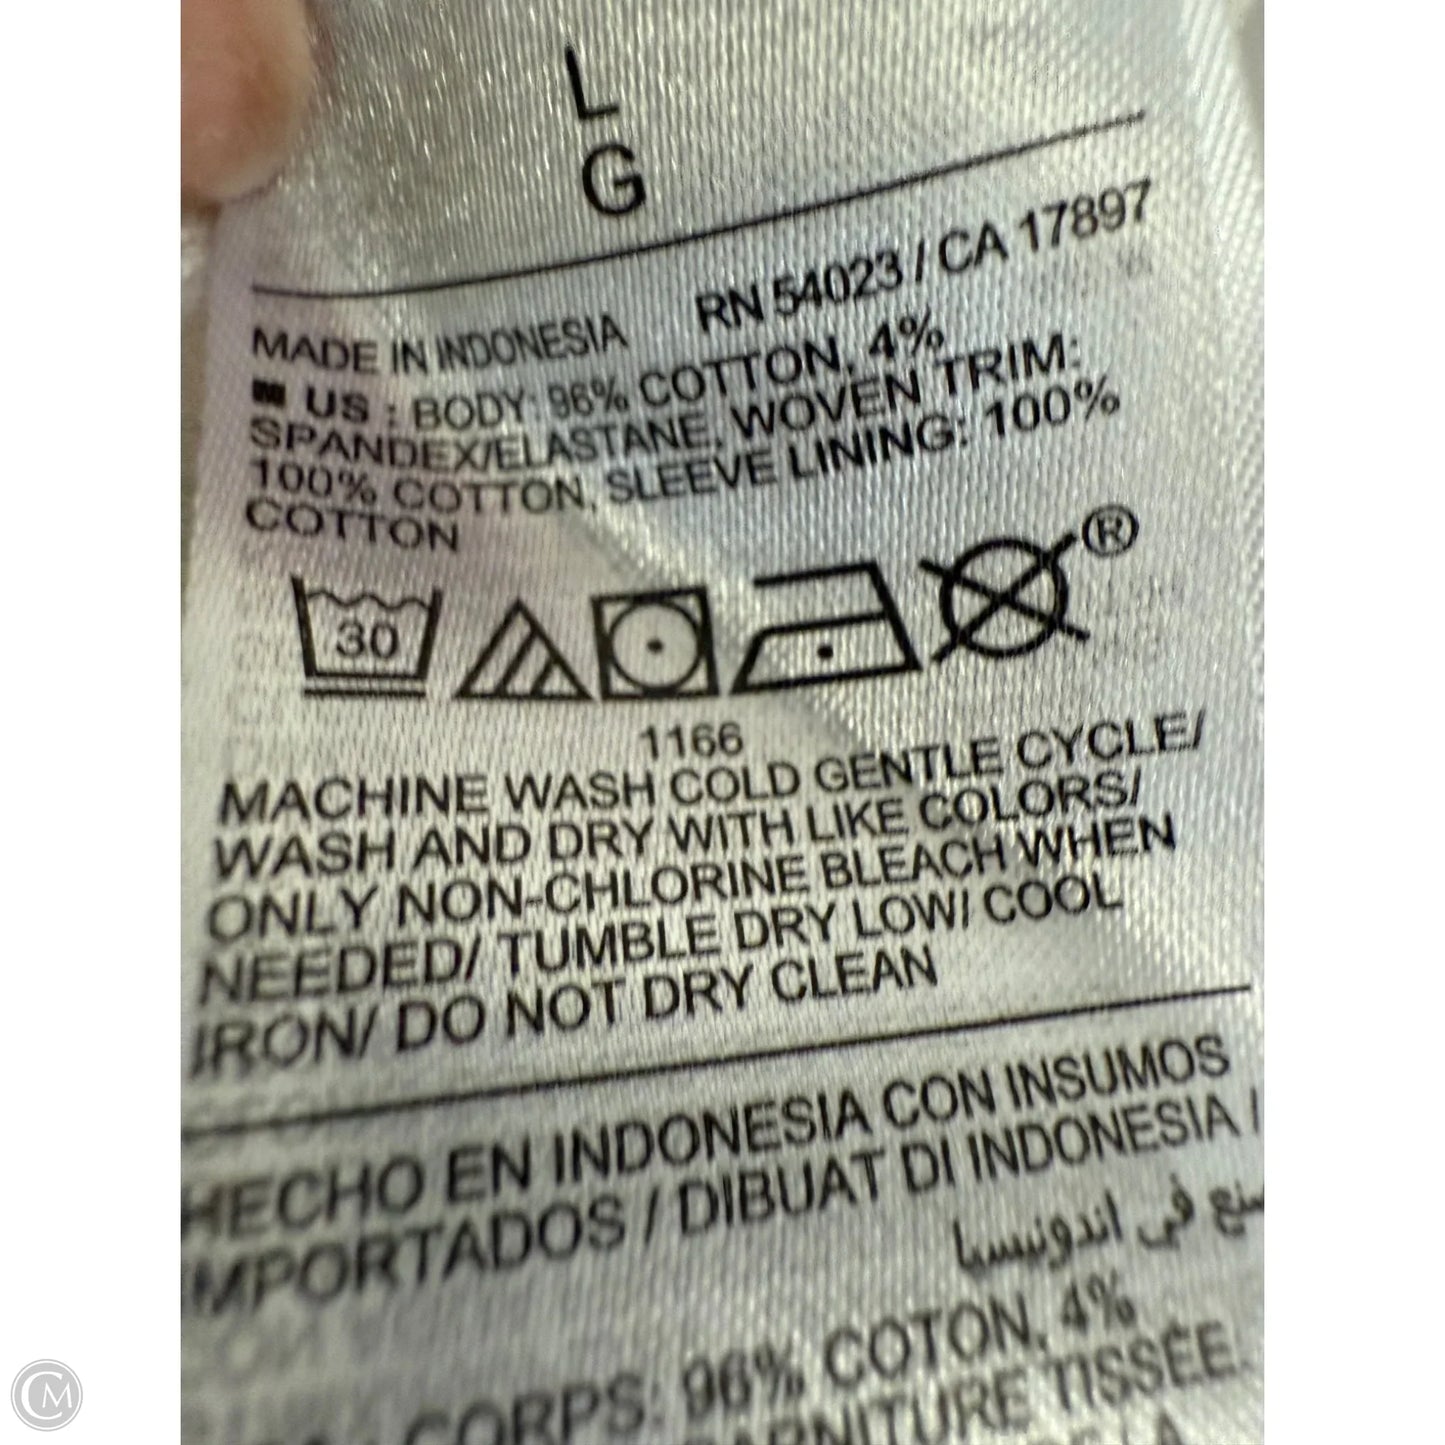 L
G
RN 54023 / CA 17897
MADE IN INDONESIA
US : BODY: 96% COTTON, 4%
SPANDEX/ELASTANE, WOVEN TRIM:
100% COTTON, SLEEVE LINING: 100%
COTTON
30
®
1166
MACHINE WASH COLD GENTLE CYCLE/
WASH AND DRY WITH LIKE COLORS/
ONLY NON-CHLORINE BLEACH WHEN
NEEDED/ TUMBLE DRY LOW/ COOL
IRON/ DO NOT DRY CLEAN
HECHO EN INDONESIA CON INSUMOS
IMPORTADOS / DIBUAT DI INDONESIA /
صنع في اندونيسيا
CORPS: 96% COTON, 4%
GARNITURE TISSÉE:
CM